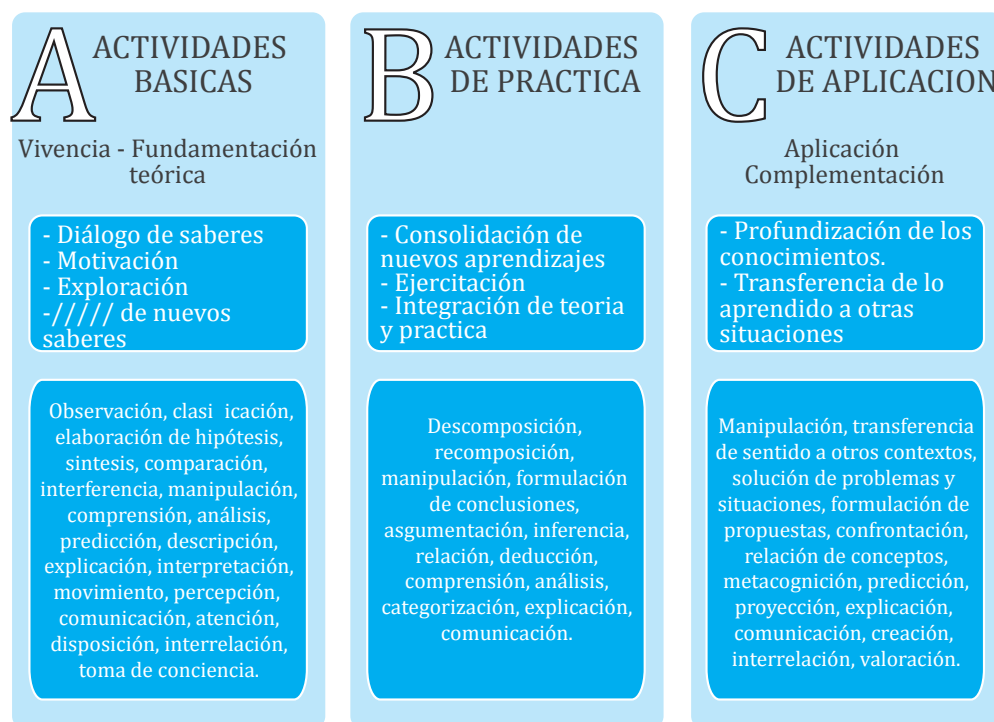 A
ACTIVIDADES
BASICAS
Vivencia - Fundamentación
teórica
- Diálogo de saberes
- Motivación
- Exploración
-///// de nuevos
saberes
Observación, clasi icación,
elaboración de hipótesis,
sintesis, comparación,
interferencia, manipulación,
comprensión, análisis,
predicción, descripción,
explicación, interpretación,
movimiento, percepción,
comunicación, atención,
disposición, interrelación,
toma de conciencia.
B
ACTIVIDADES
DE PRACTICA
- Consolidación de
nuevos aprendizajes
- Ejercitación
- Integración de teoria
y practica
Descomposición,
recomposición,
manipulación, formulación
de conclusiones,
asgumentación, inferencia,
relación, deducción,
comprensión, análisis,
categorización, explicación,
comunicación.
C
ACTIVIDADES
DE APLICACION
Aplicación
Complementación
- Profundización de los
conocimientos.
- Transferencia de lo
aprendido a otras
situaciones
Manipulación, transferencia
de sentido a otros contextos,
solución de problemas y
situaciones, formulación de
propuestas, confrontación,
relación de conceptos,
metacognición, predicción,
proyección, explicación,
comunicación, creación,
interrelación, valoración.